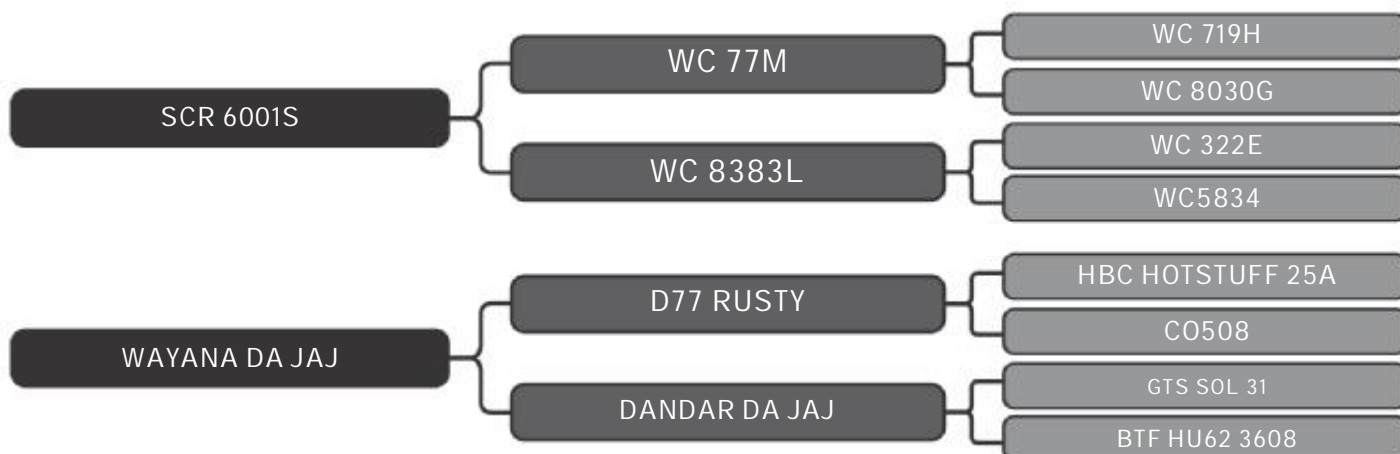 SCR 6001S
WC 77M
WC 8383L
WC 719H
WC 8030G
WC 322E
WC5834
WAYANA DA JAJ
D77 RUSTY
DANDAR DA JAJ
HBC HOTSTUFF 25A
CO508
GTS SOL 31
BTF HU62 3608